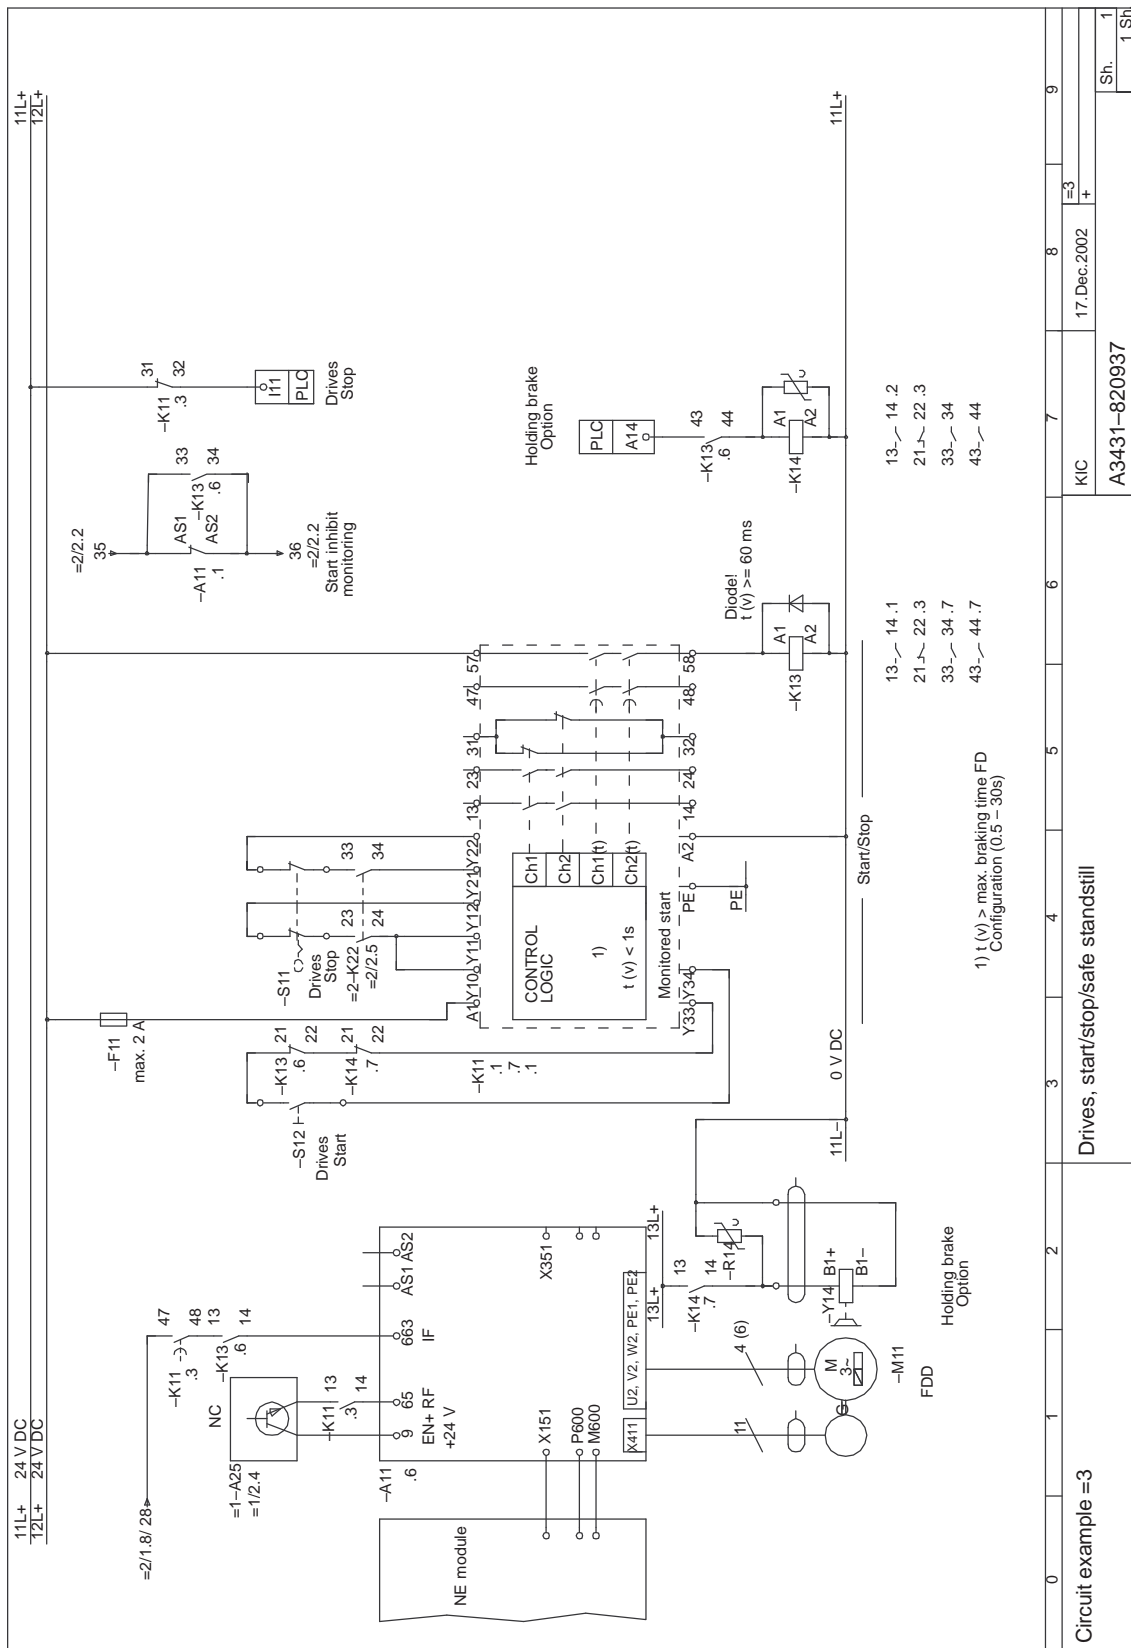 11L+ 24 V DC
12L+ 24 V DC
11L+
12L+
=2/1.8/ 28
47
48
–K11
.3
13
14
–K13
.6
NC
=1–A25
=1/2.4
13
14
–K11
.3
NE module
–A11
.6
9
65
663
AS1
AS2
EN+
RF
IF
+24 V
X151
P600
M600
X351
X411
U2, V2, W2, PE1, PE2
11
4 (6)
M
3~
G
–M11
FDD
13L+
13L+
13
14
–K14
.7
–R14
U
–Y14
B1+
B1–
Holding brake
Option
11L–
0 V DC
–S12
Drives
Start
–K13
.6
21
22
–K14
.7
21
22
–F11
max. 2 A
–S11
Drives
Stop
=2–K22
=2/2.5
23
24
33
34
–K11
.1
.7
.1
A1
Y10
Y11
Y12
Y21
Y22
13
23
31
47
57
CONTROL
LOGIC
1)
t (v) < 1s
Ch1
Ch2
Ch1(t)
Ch2(t)
Monitored start
Y33
Y34
PE
A2
14
24
32
48
58
PE
Start/Stop
1) t (v) > max. braking time FD
Configuration (0.5 – 30s)
=2/2.2
35
AS1
AS2
–A11
.1
33
34
–K13
.6
36
=2/2.2
Start inhibit
monitoring
31
32
–K11
.3
I11
PLC
Drives
Stop
Diode!
t (v) >= 60 ms
A1
A2
–K13
13 14 .1
21 22 .3
33 34 .7
43 44 .7
Holding brake
Option
PLC
A14
43
44
–K13
.6
A1
A2
U
–K14
13 14 .2
21 22 .3
33 34
43 44
11L+
0
1
2
3
4
5
6
7
8
9
Circuit example =3
Drives, start/stop/safe standstill
KIC
17.Dec.2002
=3
+
A3431–820937
Sh. 1
1 Sh